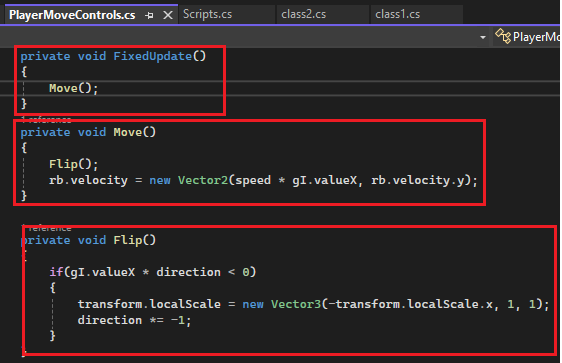 PlayerMoveControls.cs
Scripts.cs
class2.cs
class1.cs
PlayerMo
private void FixedUpdate()
{
Move();
}
1 reference
private void Move()
{
Flip();
rb.velocity = new Vector2(speed * gI.valueX, rb.velocity.y);
}
1 reference
private void Flip()
{
if(gI.valueX * direction < 0)
{
transform.localScale = new Vector3(-transform.localScale.x, 1, 1);
direction *= -1;
}
}